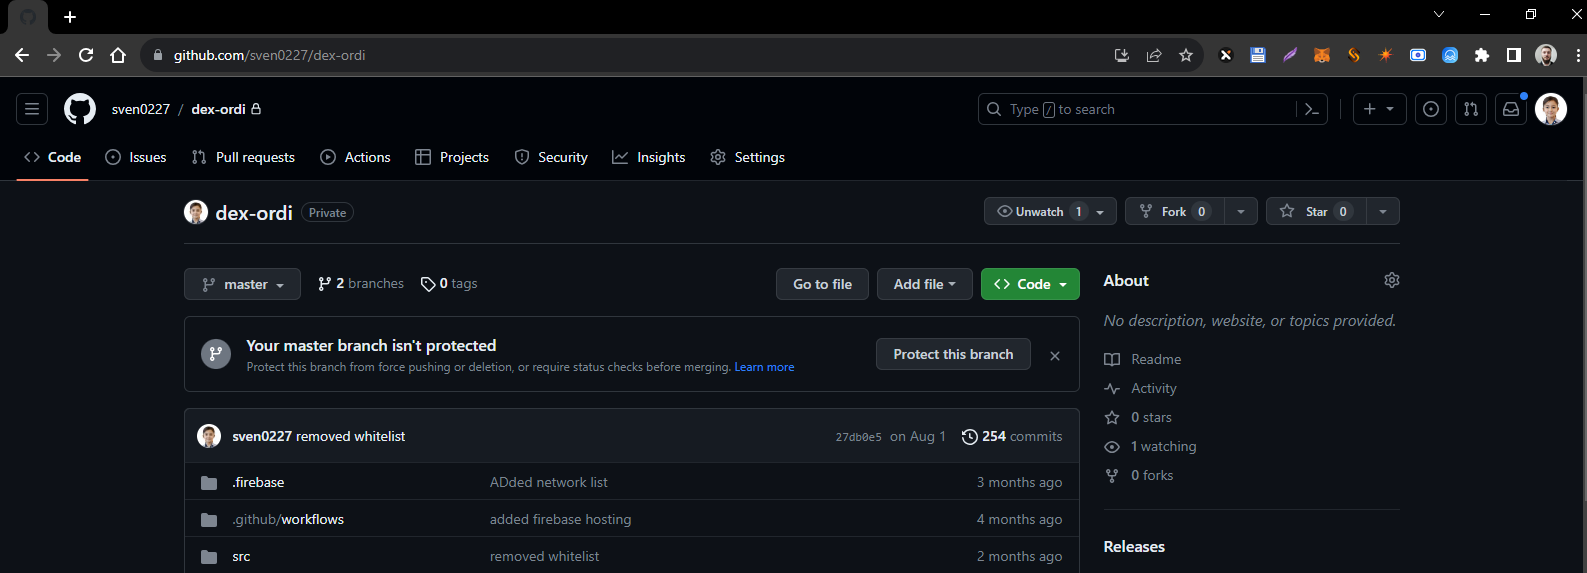 github.com/sven0227/dex-ordi
sven0227 / dex-ordi
Type / to search
Code Issues Pull requests Actions Projects Security Insights Settings
dex-ordi Private
Unwatch 1 Fork 0 Star 0
master 2 branches 0 tags
Go to file Add file Code
About
No description, website, or topics provided.
Your master branch isn't protected
Protect this branch from force pushing or deletion, or require status checks before merging. Learn more
Protect this branch
Readme
Activity
0 stars
1 watching
0 forks
sven0227 removed whitelist 27db0e5 on Aug 1 254 commits
.firebase ADded network list 3 months ago
.github/workflows added firebase hosting 4 months ago
src removed whitelist 2 months ago
Releases